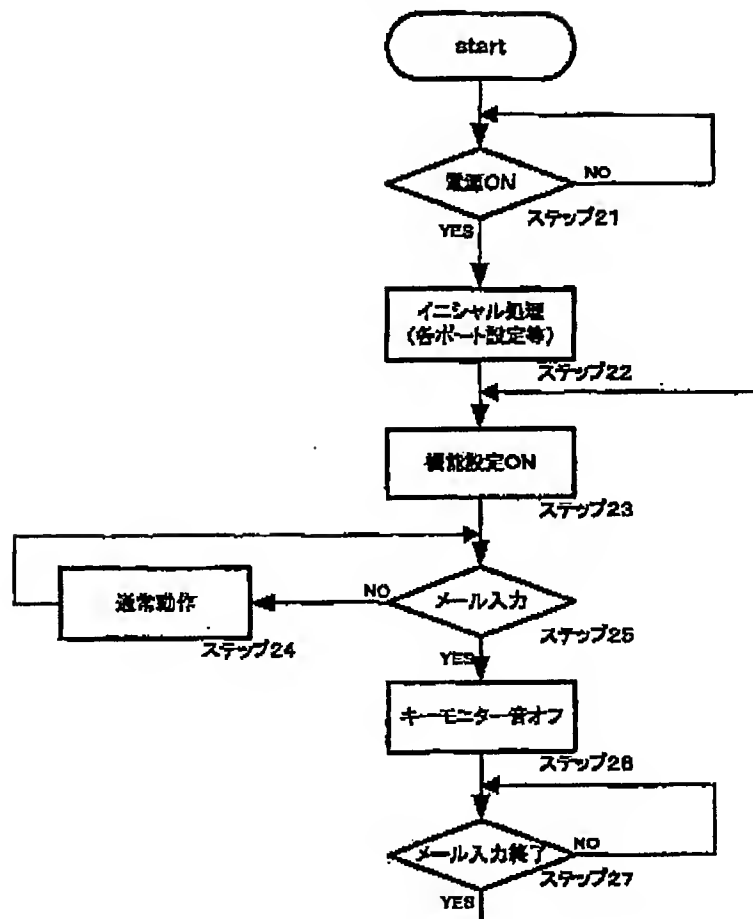 start
電源ON
NO
ステップ21
YES
イニシャル処理
(各ポート設定等)
ステップ22
機能設定ON
ステップ23
通常動作
NO
メール入力
ステップ24
ステップ25
YES
キーモニター音オフ
ステップ26
メール入力終了
NO
ステップ27
YES